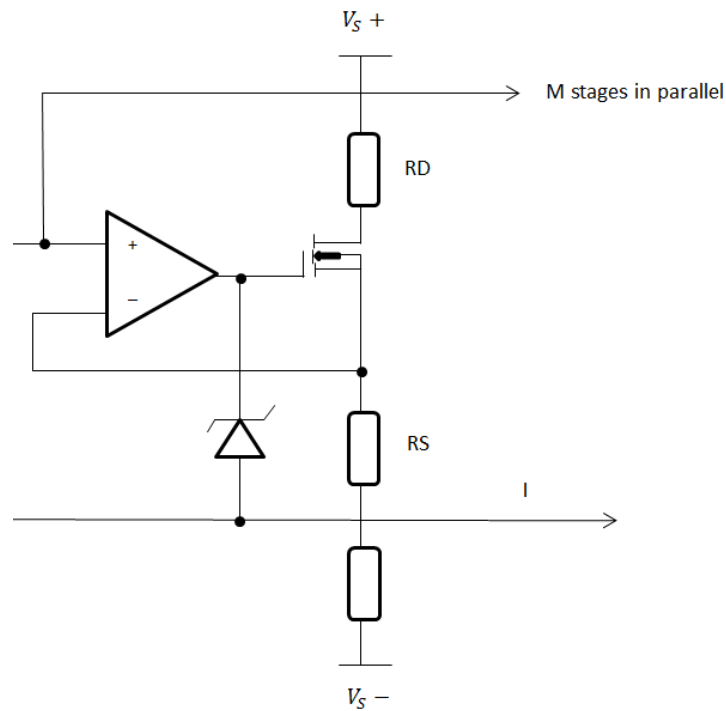 V_S +
M stages in parallel
RD
+
−
RS
I
V_S −